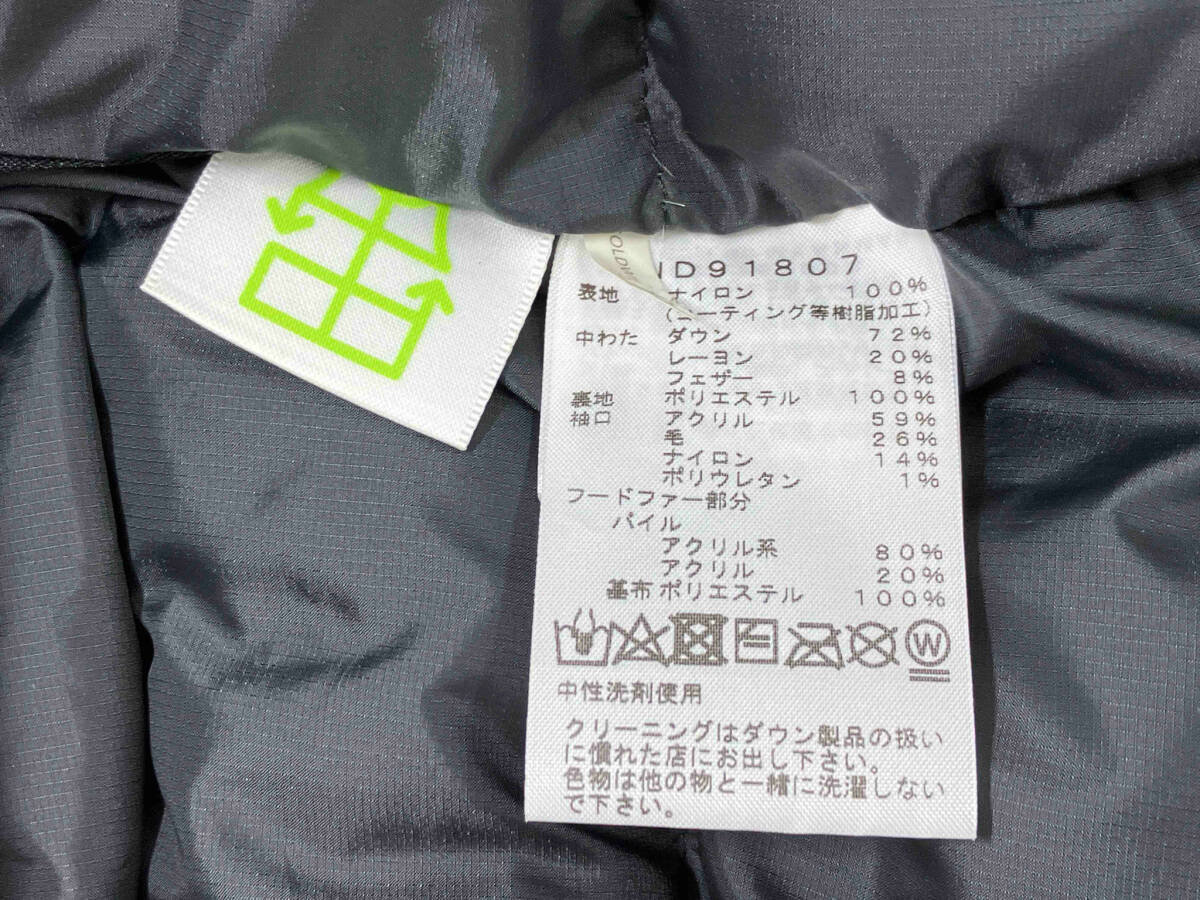 OLDW
ND91807
表地 ナイロン 100%
(コーティング等樹脂加工)
中わた ダウン 72%
レーヨン 20%
フェザー 8%
裏地 ポリエステル 100%
袖口 アクリル 59%
毛 26%
ナイロン 14%
ポリウレタン 1%
フードファー部分
パイル
アクリル系 80%
アクリル 20%
基布 ポリエステル 100%
W
中性洗剤使用
クリーニングはダウン製品の扱い
に慣れた店にお出し下さい。
色物は他の物と一緒に洗濯しない
で下さい。